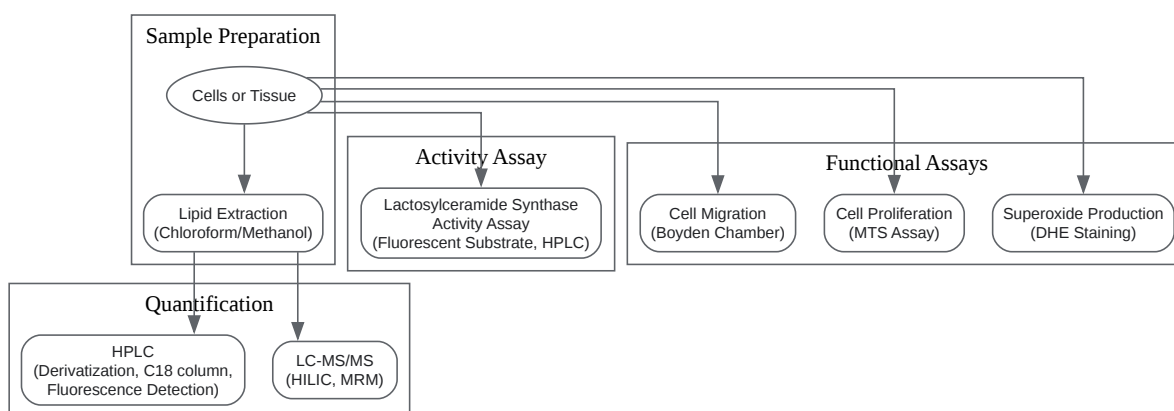 Sample Preparation
Cells or Tissue
Lipid Extraction
(Chloroform/Methanol)
Activity Assay
Lactosylceramide Synthase
Activity Assay
(Fluorescent Substrate, HPLC)
Functional Assays
Cell Migration
(Boyden Chamber)
Cell Proliferation
(MTS Assay)
Superoxide Production
(DHE Staining)
Quantification
HPLC
(Derivatization, C18 column,
Fluorescence Detection)
LC-MS/MS
(HILIC, MRM)